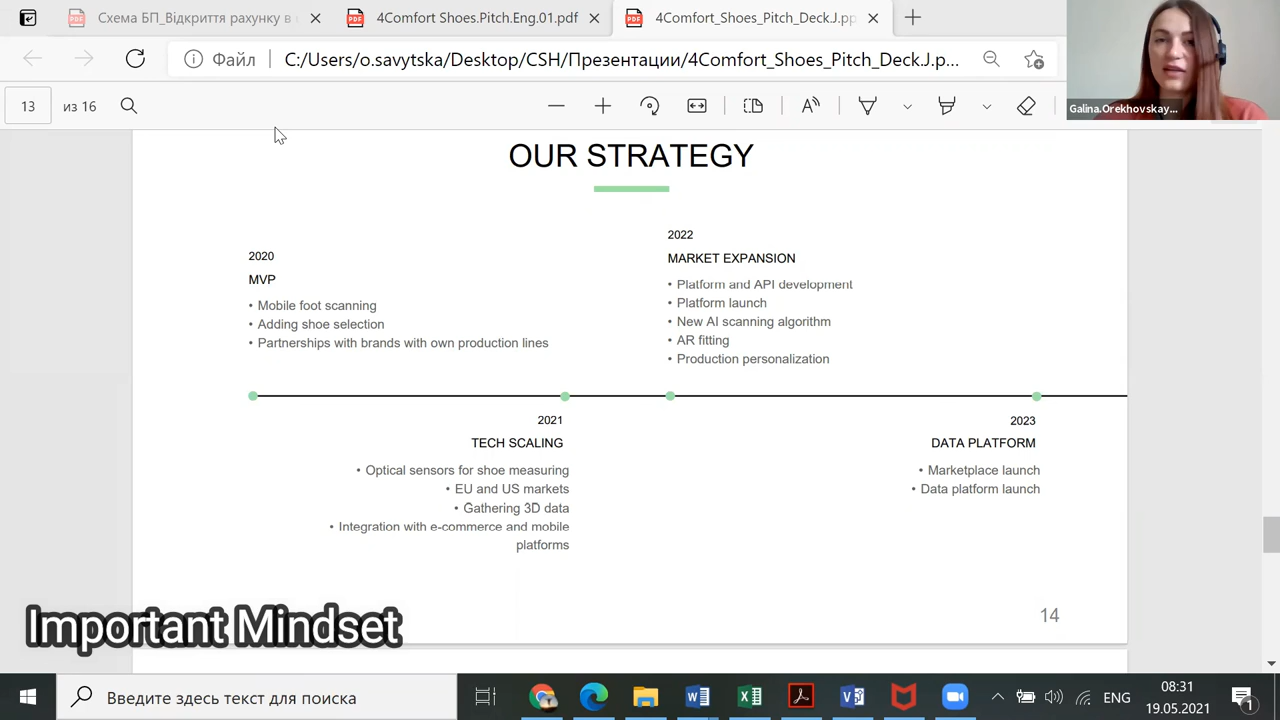 Схема БП_Відкриття рахунку в
4Comfort Shoes.Pitch.Eng.01.pdf
4Comfort_Shoes_Pitch_Deck.J.pp
Файл
C:/Users/o.savytska/Desktop/CSH/Презентации/4Comfort_Shoes_Pitch_Deck.J.p...
Galina.Orekhovskay...
13 из 16
OUR STRATEGY
2020
MVP
• Mobile foot scanning
• Adding shoe selection
• Partnerships with brands with own production lines
2022
MARKET EXPANSION
• Platform and API development
• Platform launch
• New AI scanning algorithm
• AR fitting
• Production personalization
2021
TECH SCALING
• Optical sensors for shoe measuring
• EU and US markets
• Gathering 3D data
• Integration with e-commerce and mobile
platforms
2023
DATA PLATFORM
• Marketplace launch
• Data platform launch
14
Important Mindset
Введите здесь текст для поиска
ENG
08:31
19.05.2021
1